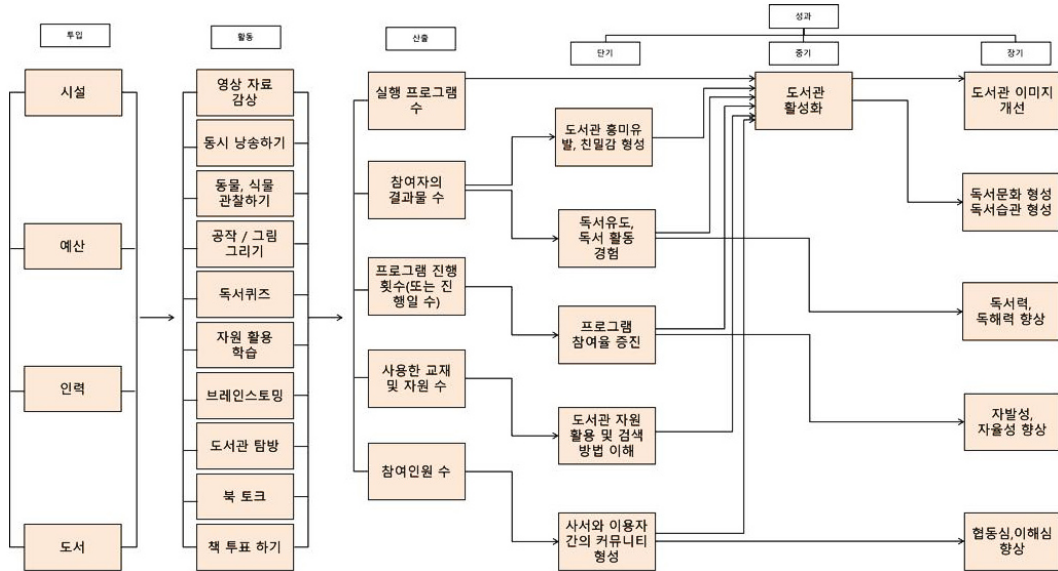 투입
활동
산출
성과
단기
중기
장기
시설
예산
인력
도서
영상 자료
감상
동시 낭송하기
동물, 식물
관찰하기
공작 / 그림
그리기
독서퀴즈
자원 활용
학습
브레인스토밍
도서관 탐방
북 토크
책 투표 하기
실행 프로그램
수
참여자의
결과물 수
프로그램 진행
횟수(또는 진
행일 수)
사용한 교재
및 자원 수
참여인원 수
도서관 흥미유
발, 친밀감 형성
독서유도,
독서 활동
경험
프로그램
참여율 증진
도서관 자원
활용 및 검색
방법 이해
사서와 이용자
간의 커뮤니티
형성
도서관
활성화
도서관 이미지
개선
독서문화 형성
독서습관 형성
독서력,
독해력 향상
자발성,
자율성 향상
협동심,이해심
향상